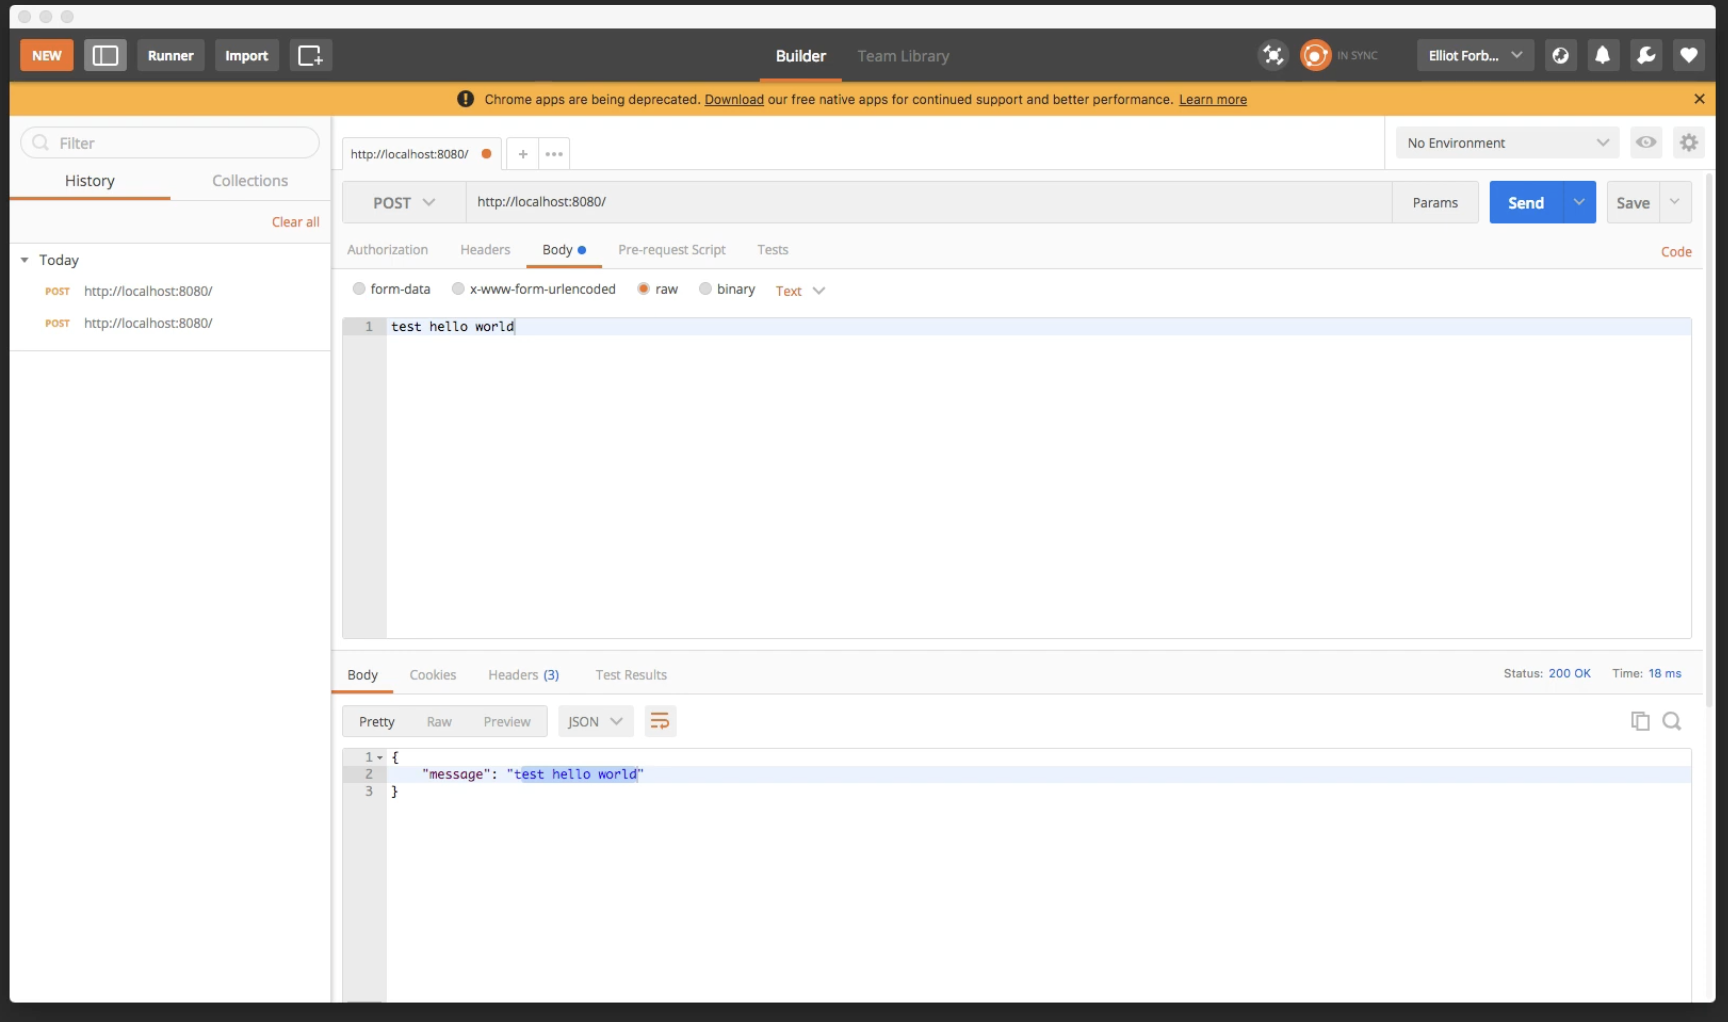 NEW Runner Import Builder Team Library IN SYNC Elliot Forb...
Chrome apps are being deprecated. Download our free native apps for continued support and better performance. Learn more
Filter
History Collections
Clear all
Today
POST http://localhost:8080/
POST http://localhost:8080/
http://localhost:8080/ No Environment
POST http://localhost:8080/ Params Send Save
Authorization Headers Body Pre-request Script Tests Code
form-data x-www-form-urlencoded raw binary Text
1 test hello world
Body Cookies Headers (3) Test Results Status: 200 OK Time: 18 ms
Pretty Raw Preview JSON
1 {
2 "message": "test hello world"
3 }